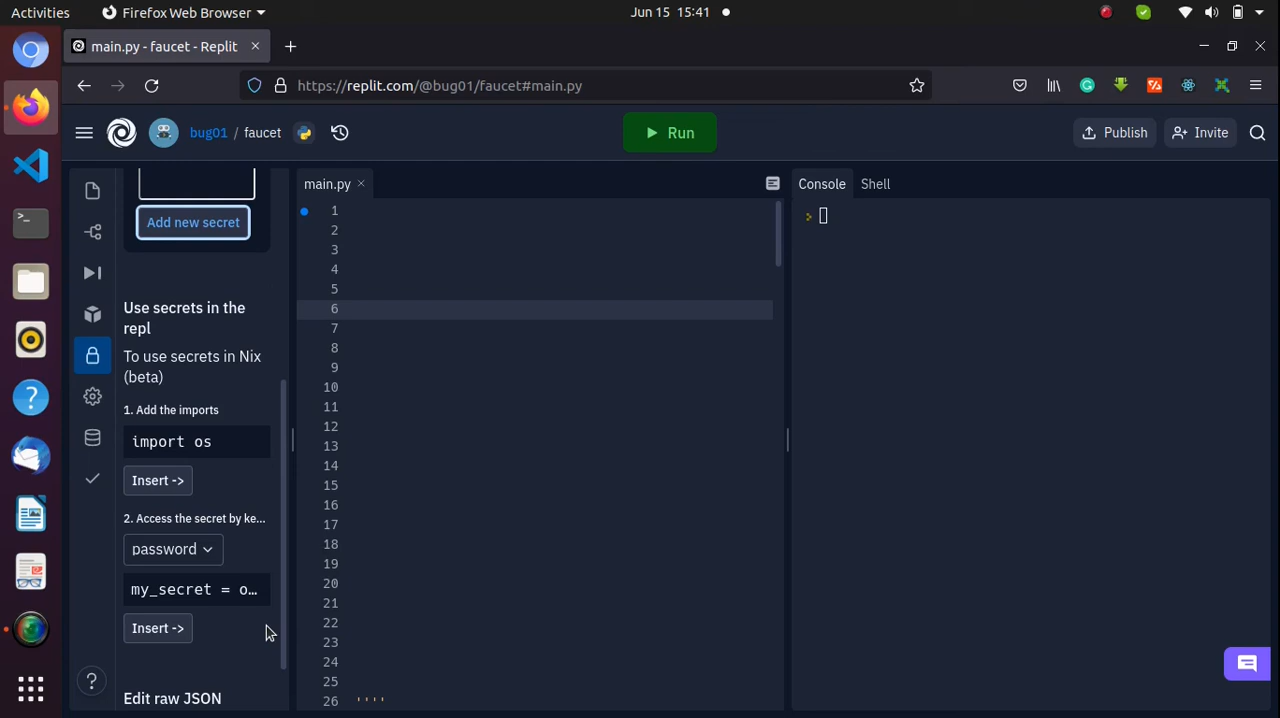 Activities
Firefox Web Browser
Jun 15 15:41
main.py - faucet - Replit
https://replit.com/@bug01/faucet#main.py
bug01 / faucet
Run
Publish
Invite
main.py
Console
Shell
Add new secret
Use secrets in the
repl
To use secrets in Nix
(beta)
1. Add the imports
import os
Insert ->
2. Access the secret by ke...
password
my_secret = o...
Insert ->
Edit raw JSON
1
2
3
4
5
6
7
8
9
10
11
12
13
14
15
16
17
18
19
20
21
22
23
24
25
26 ''''